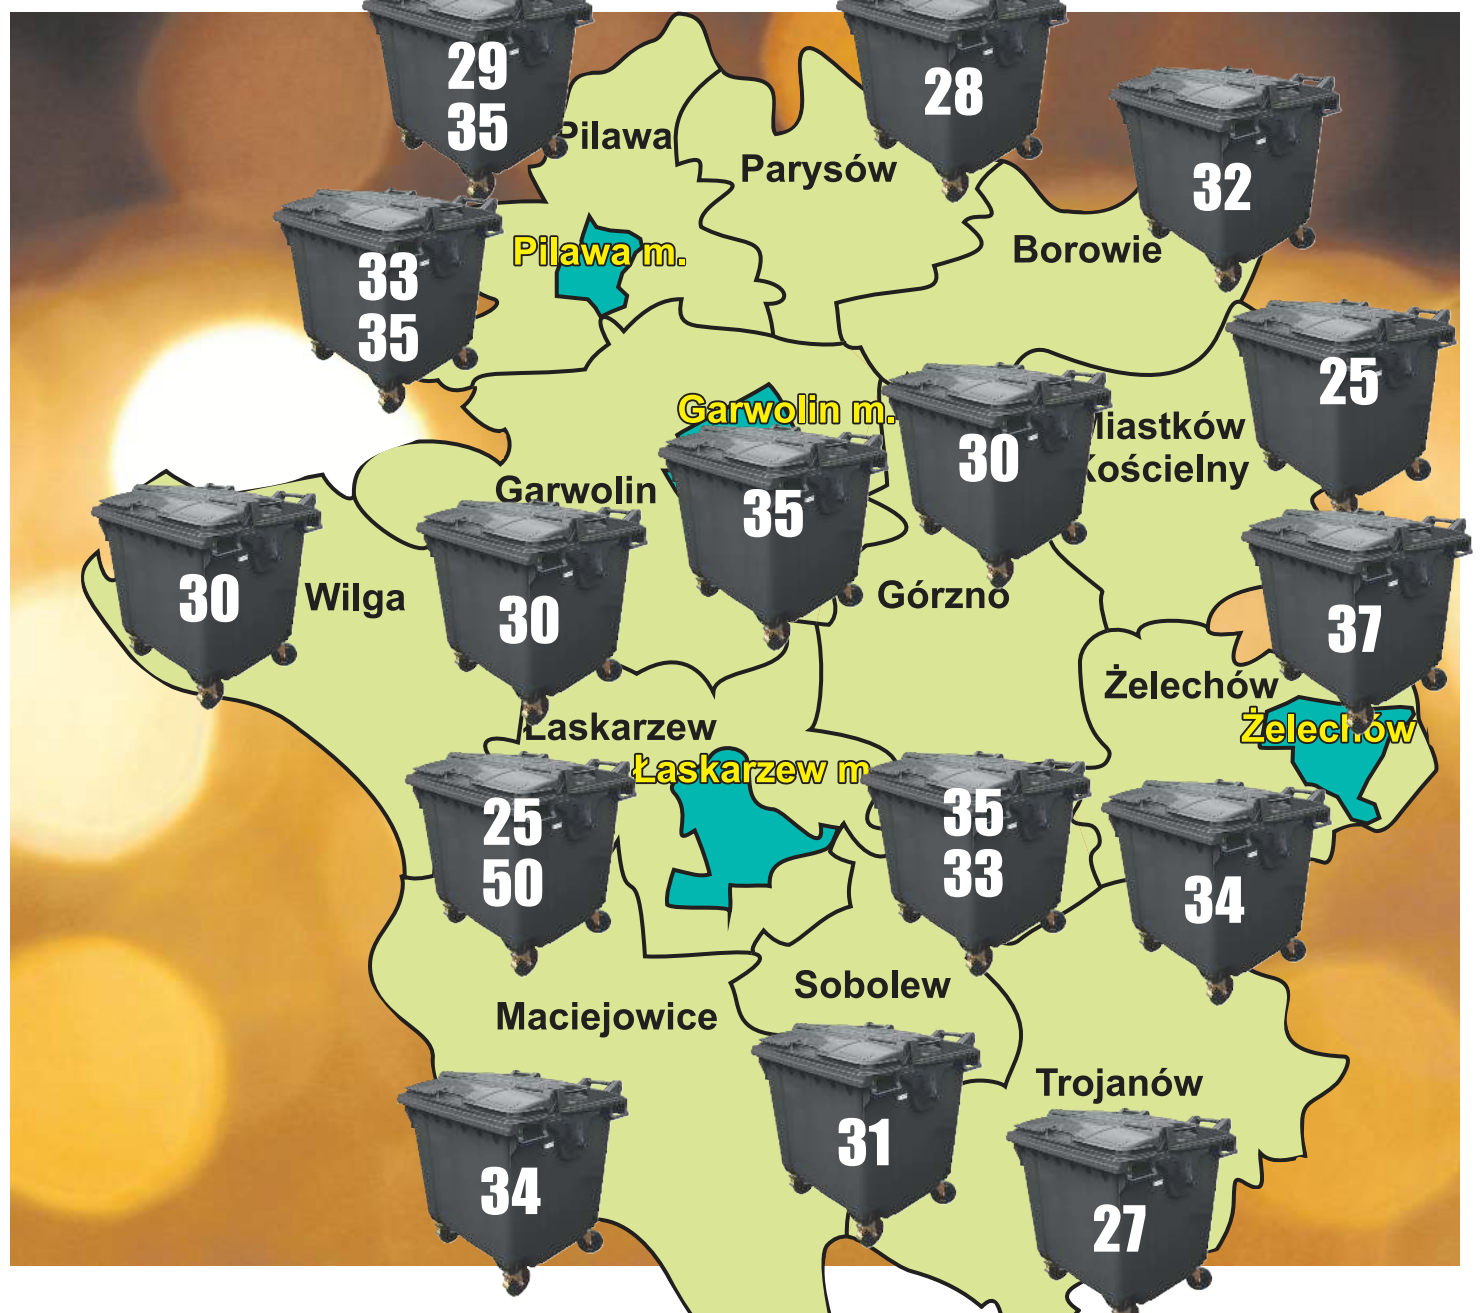 29
35
28
Pilawa
Parysów
32
Borowie
Pilawa m.
33
35
25
Garwolin m.
Miastków
Kościelny
30
Garwolin
35
30
Wilga
30
Górzno
37
Żelechów
Żelechów
Łaskarzew
Łaskarzew m
25
50
35
33
34
Sobolew
Maciejowice
Trojanów
31
34
27